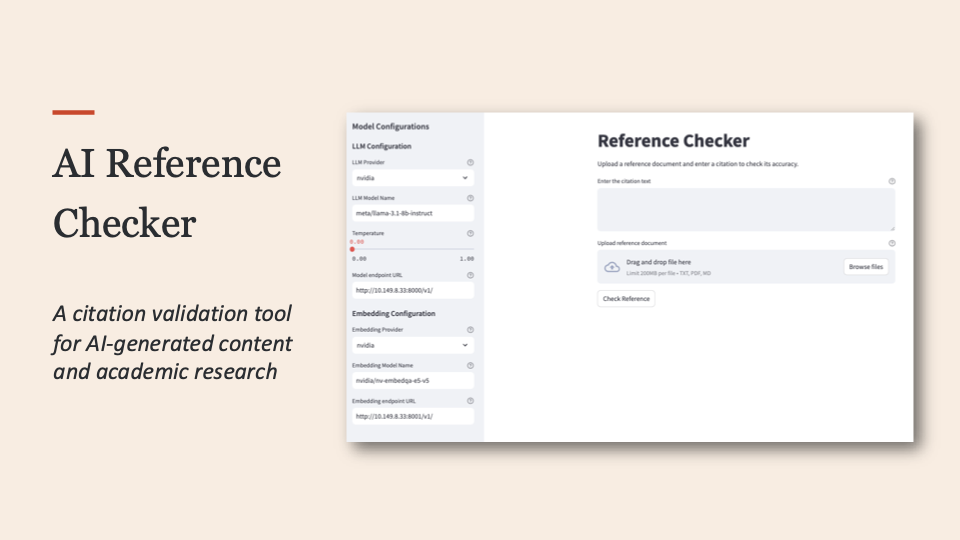 AI Reference
Checker
A citation validation tool
for AI-generated content
and academic research
Model Configurations
LLM Configuration
LLM Provider
nvidia
LLM Model Name
meta/llama-3.1-8b-instruct
Temperature
0.00
0.00 1.00
Model endpoint URL
http://10.149.8.33:8000/v1/
Embedding Configuration
Embedding Provider
nvidia
Embedding Model Name
nvidia/nv-embedqa-e5-v5
Embedding endpoint URL
http://10.149.8.33:8001/v1/
Reference Checker
Upload a reference document and enter a citation to check its accuracy.
Enter the citation text
Upload reference document
Drag and drop file here
Limit 200MB per file • TXT, PDF, MD
Browse files
Check Reference